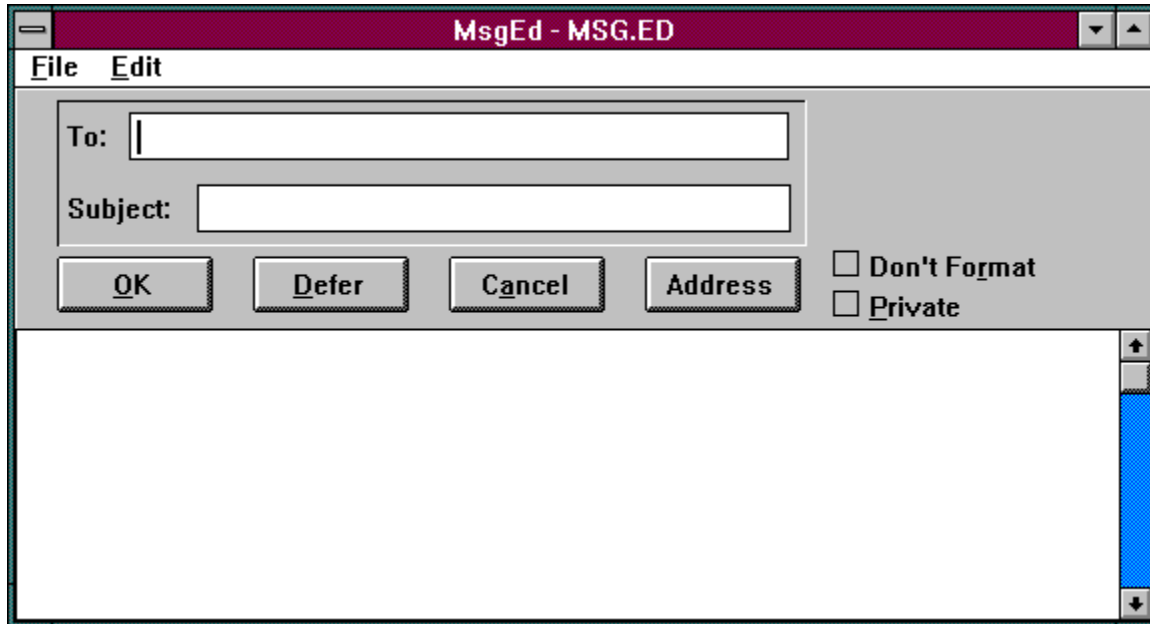 MsgEd - MSG.ED
File Edit
To:
Subject:
OK Defer Cancel Address
Don't Format
Private